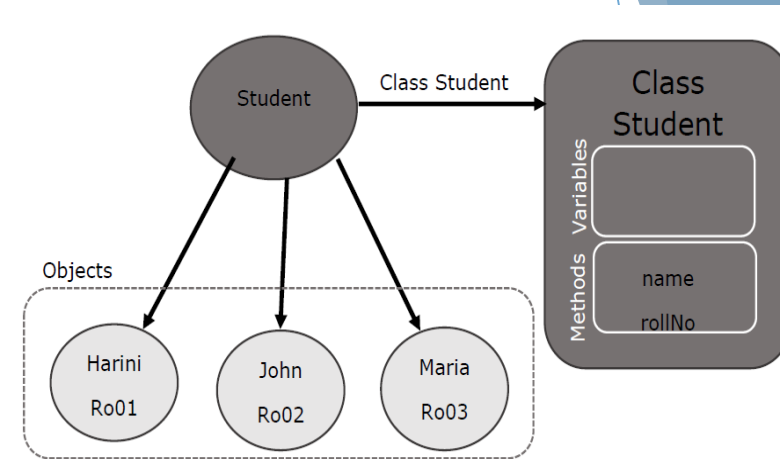 Student
Class Student
Class
Student
Variables
Methods
name
rollNo
Objects
Harini
Ro01
John
Ro02
Maria
Ro03